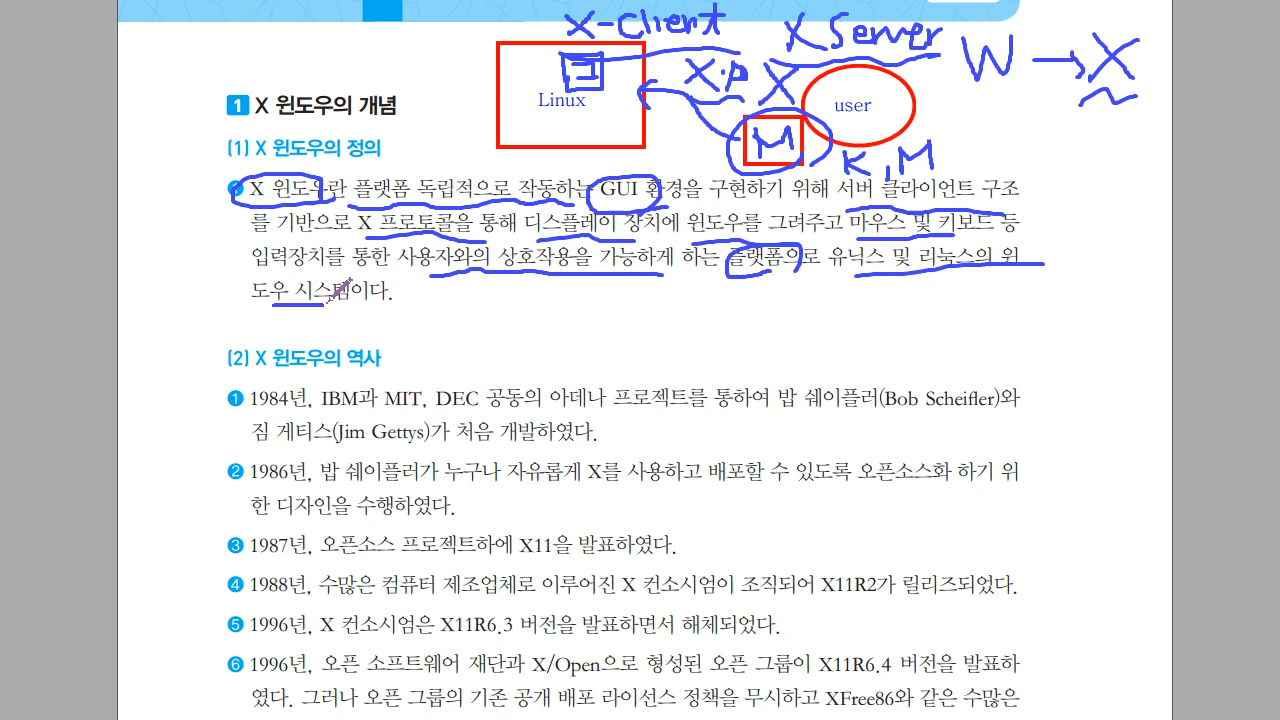 X-Client
X Server
W → X
X.P
X
Linux
user
M
K, M
1 X 윈도우의 개념
(1) X 윈도우의 정의
❶ X 윈도우란 플랫폼 독립적으로 작동하는 GUI 환경을 구현하기 위해 서버 클라이언트 구조
를 기반으로 X 프로토콜을 통해 디스플레이 장치에 윈도우를 그려주고 마우스 및 키보드 등
입력장치를 통한 사용자와의 상호작용을 가능하게 하는 플랫폼으로 유닉스 및 리눅스의 윈
도우 시스템이다.
(2) X 윈도우의 역사
❶ 1984년, IBM과 MIT, DEC 공동의 아데나 프로젝트를 통하여 밥 쉐이플러(Bob Scheifler)와
짐 게티스(Jim Gettys)가 처음 개발하였다.
❷ 1986년, 밥 쉐이플러가 누구나 자유롭게 X를 사용하고 배포할 수 있도록 오픈소스화 하기 위
한 디자인을 수행하였다.
❸ 1987년, 오픈소스 프로젝트하에 X11을 발표하였다.
❹ 1988년, 수많은 컴퓨터 제조업체로 이루어진 X 컨소시엄이 조직되어 X11R2가 릴리즈되었다.
❺ 1996년, X 컨소시엄은 X11R6.3 버전을 발표하면서 해체되었다.
❻ 1996년, 오픈 소프트웨어 재단과 X/Open으로 형성된 오픈 그룹이 X11R6.4 버전을 발표하
였다. 그러나 오픈 그룹의 기존 공개 배포 라이선스 정책을 무시하고 XFree86와 같은 수많은